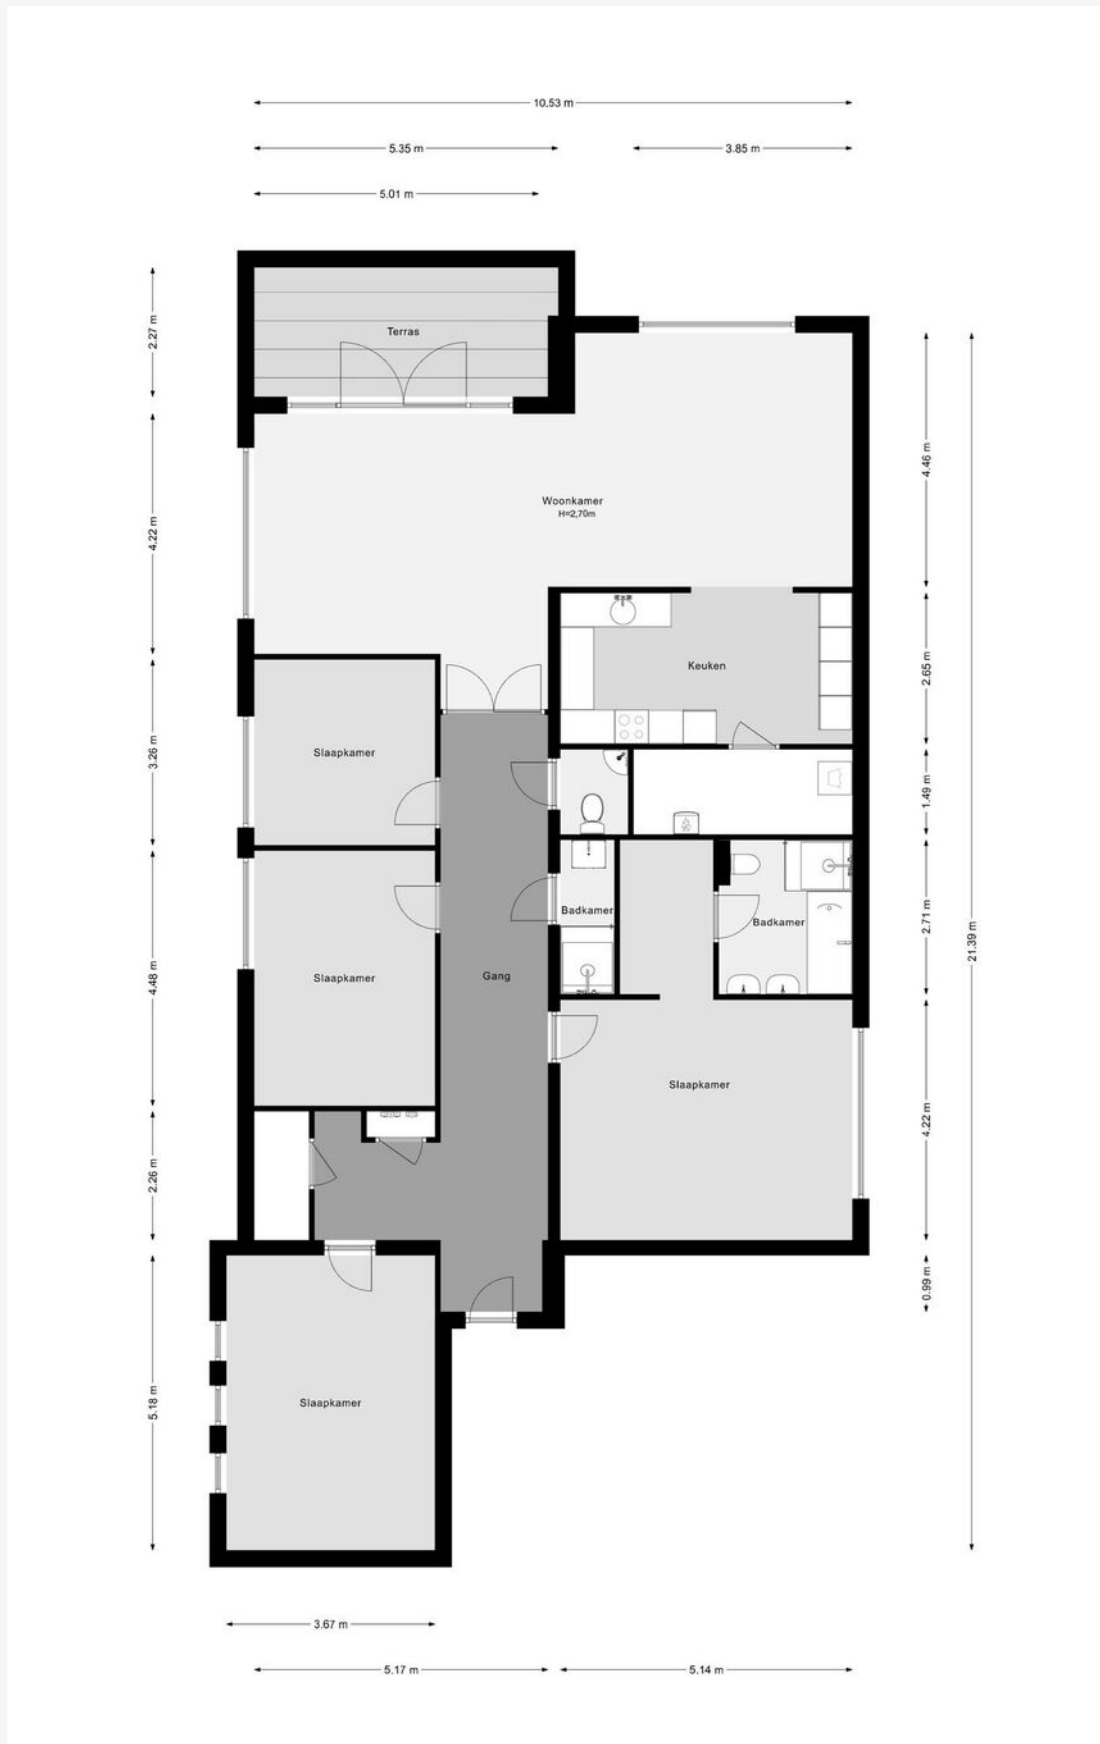 10.53 m
5.35 m
3.85 m
5.01 m
2.27 m
Terras
4.46 m
4.22 m
Woonkamer
H=2,70m
Keuken
2.65 m
3.26 m
Slaapkamer
1.49 m
2.71 m
Badkamer
Badkamer
21.39 m
4.48 m
Slaapkamer
Gang
Slaapkamer
4.22 m
2.26 m
0.99 m
5.18 m
Slaapkamer
3.67 m
5.17 m
5.14 m